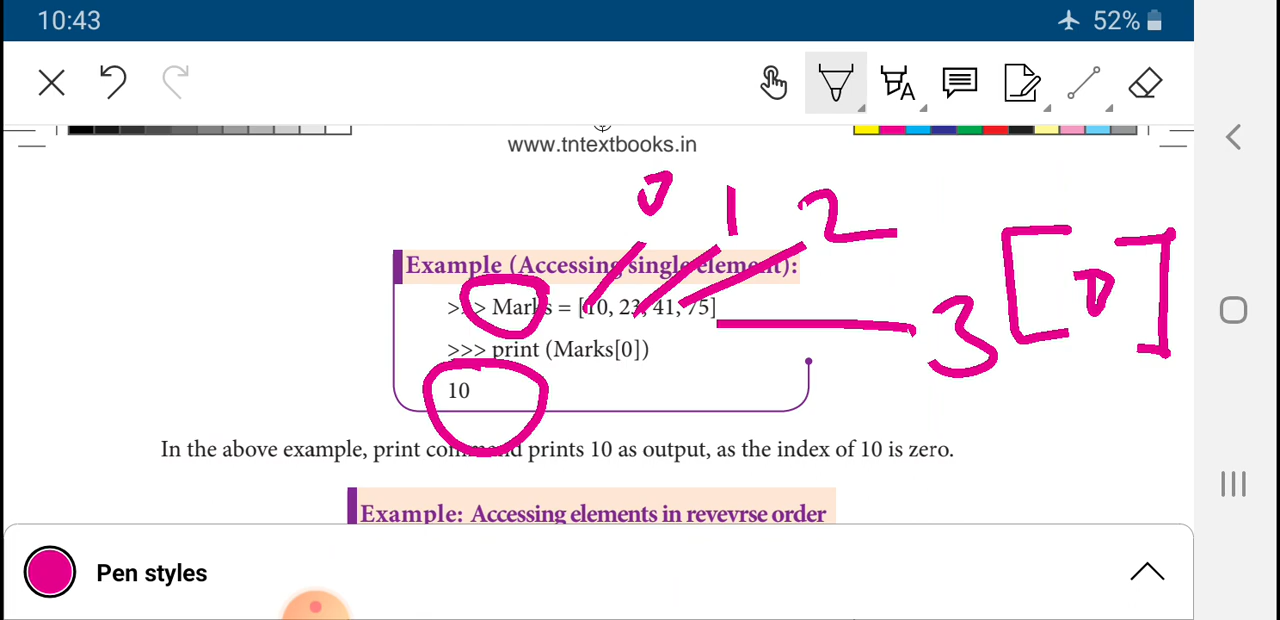 10:43 52%
www.tntextbooks.in
0 1 2
Example (Accessing single element):
>>> Marks = [10, 23, 41, 75]
3 [0]
>>> print (Marks[0])
10
In the above example, print command prints 10 as output, as the index of 10 is zero.
Example: Accessing elements in revevrse order
Pen styles